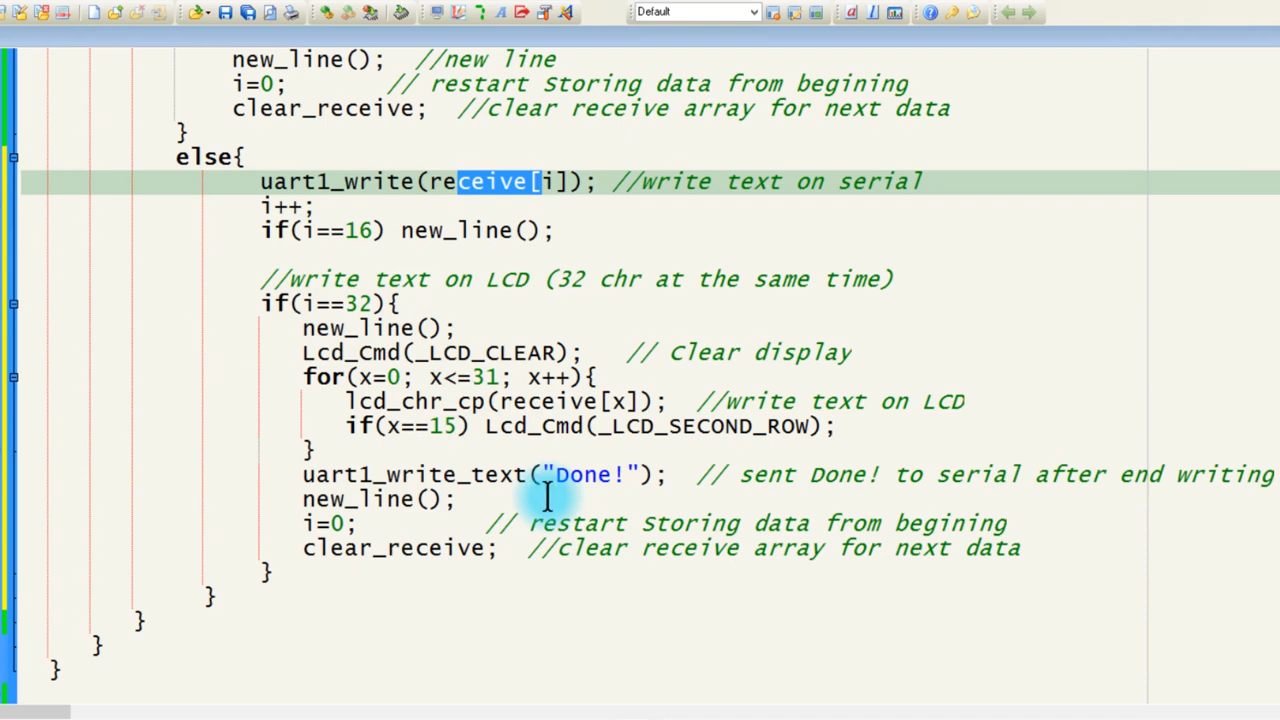 Default
new_line();  //new line
i=0;  // restart Storing data from begining
clear_receive;  //clear receive array for next data
}
else{
uart1_write(receive[i]); //write text on serial
i++;
if(i==16) new_line();
//write text on LCD (32 chr at the same time)
if(i==32){
new_line();
Lcd_Cmd(_LCD_CLEAR);  // Clear display
for(x=0; x<=31; x++){
lcd_chr_cp(receive[x]);  //write text on LCD
if(x==15) Lcd_Cmd(_LCD_SECOND_ROW);
}
uart1_write_text("Done!");  // sent Done! to serial after end writing
new_line();
i=0;  // restart Storing data from begining
clear_receive;  //clear receive array for next data
}
}
}
}
}